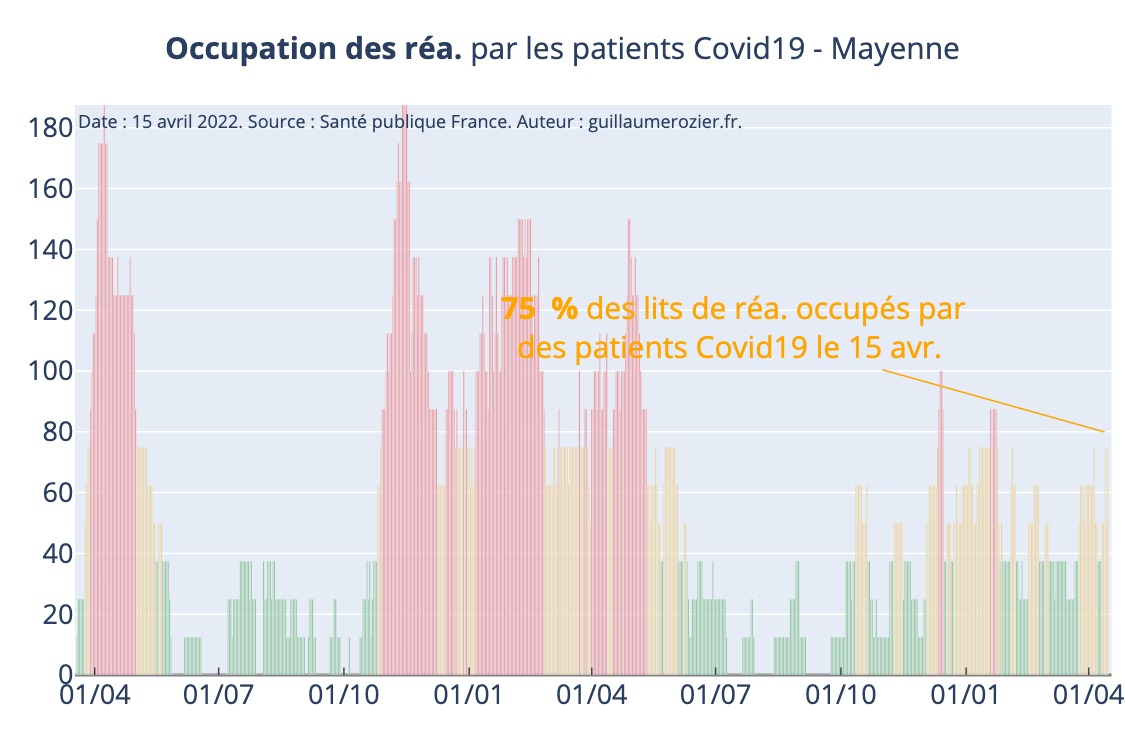 Occupation des réa. par les patients Covid19 - Mayenne
180
Date : 15 avril 2022. Source : Santé publique France. Auteur : guillaumerozier.fr.
160
140
120
75 % des lits de réa. occupés par
des patients Covid19 le 15 avr.
100
80
60
40
20
0
01/04 01/07 01/10 01/01 01/04 01/07 01/10 01/01 01/04